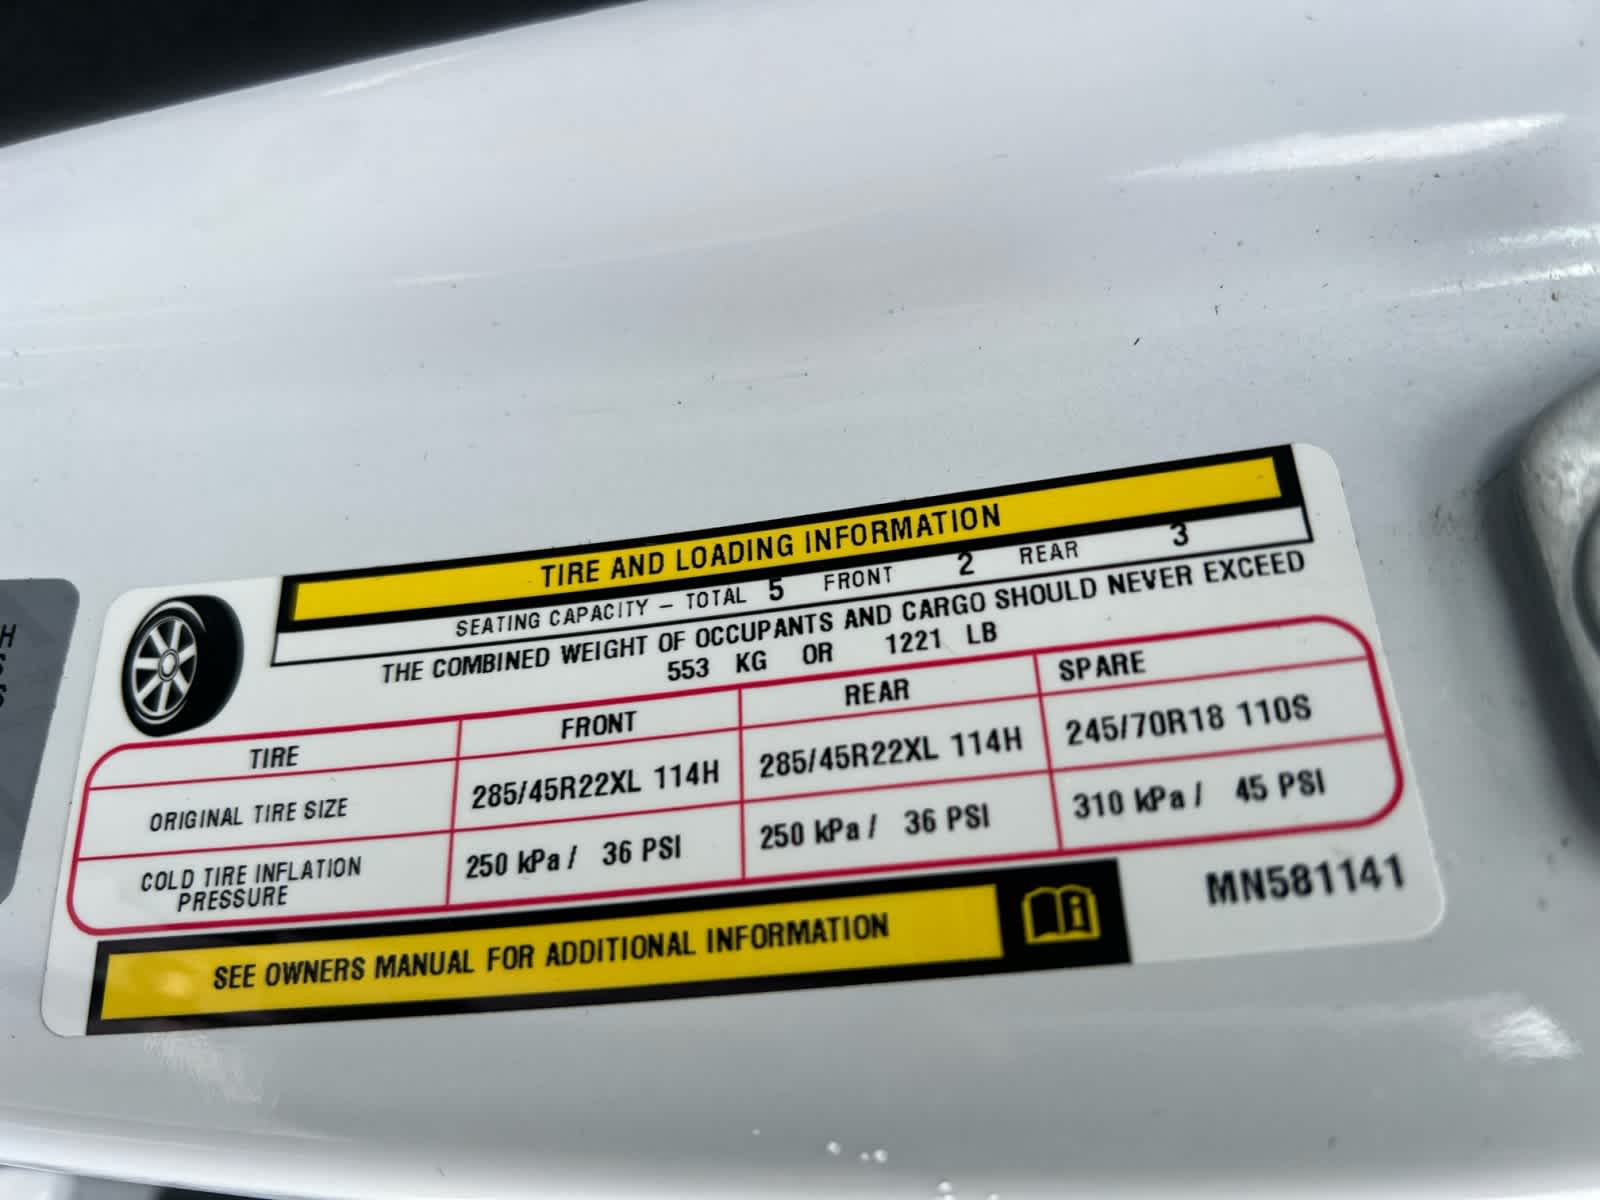 H
S
S
TIRE AND LOADING INFORMATION
SEATING CAPACITY – TOTAL 5 FRONT 2 REAR 3
THE COMBINED WEIGHT OF OCCUPANTS AND CARGO SHOULD NEVER EXCEED
553 KG OR 1221 LB
TIRE FRONT REAR SPARE
ORIGINAL TIRE SIZE 285/45R22XL 114H 285/45R22XL 114H 245/70R18 110S
COLD TIRE INFLATION
PRESSURE 250 kPa / 36 PSI 250 kPa / 36 PSI 310 kPa / 45 PSI
SEE OWNERS MANUAL FOR ADDITIONAL INFORMATION
MN581141